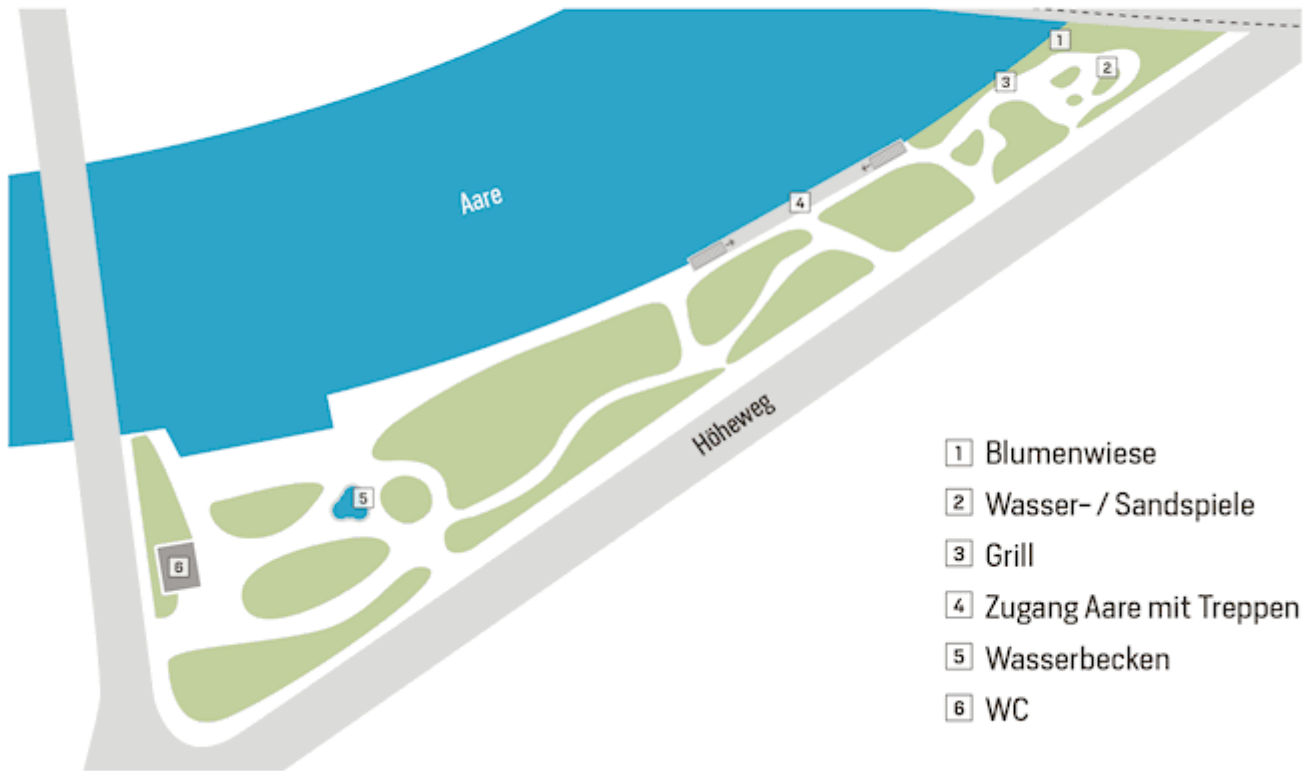 1
2
3
Aare
4
Höheweg
5
6
1 Blumenwiese
2 Wasser- / Sandspiele
3 Grill
4 Zugang Aare mit Treppen
5 Wasserbecken
6 WC